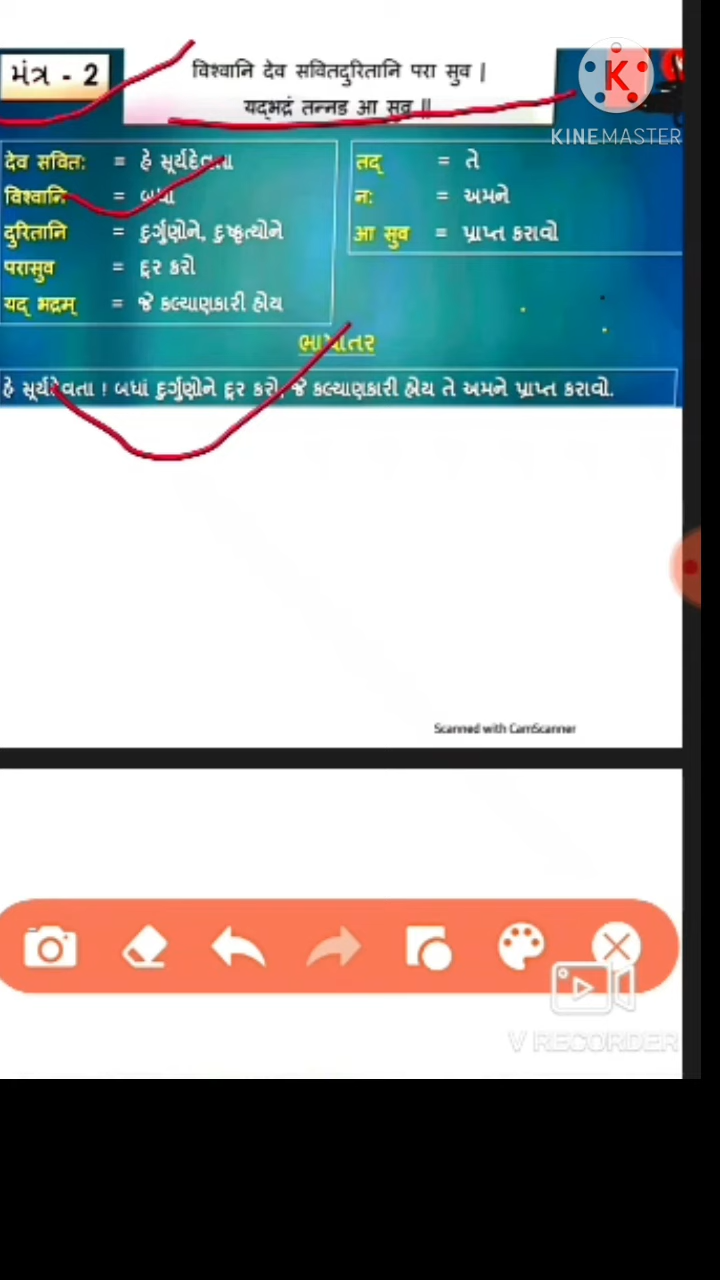 મંત્ર - 2
विश्वानि देव सवितदुरितानि परा सुव |
यद्भद्रं तन्नड आ सुव ||
KINEMASTER
देव सवित: = હે સૂર્યદેવતા
विश्वानि = બધા
दुरितानि = દુર્ગુણોને, દુષ્કૃત્યોને
परासुव = દૂર કરો
यद् भद्रम् = જે કલ્યાણકારી હોય
तद् = તે
न: = અમને
आ सुव = પ્રાપ્ત કરાવો
ભાષાંતર
હે સૂર્યદેવતા ! બધાં દુર્ગુણોને દૂર કરો, જે કલ્યાણકારી હોય તે અમને પ્રાપ્ત કરાવો.
Scanned with CamScanner
V RECORDER